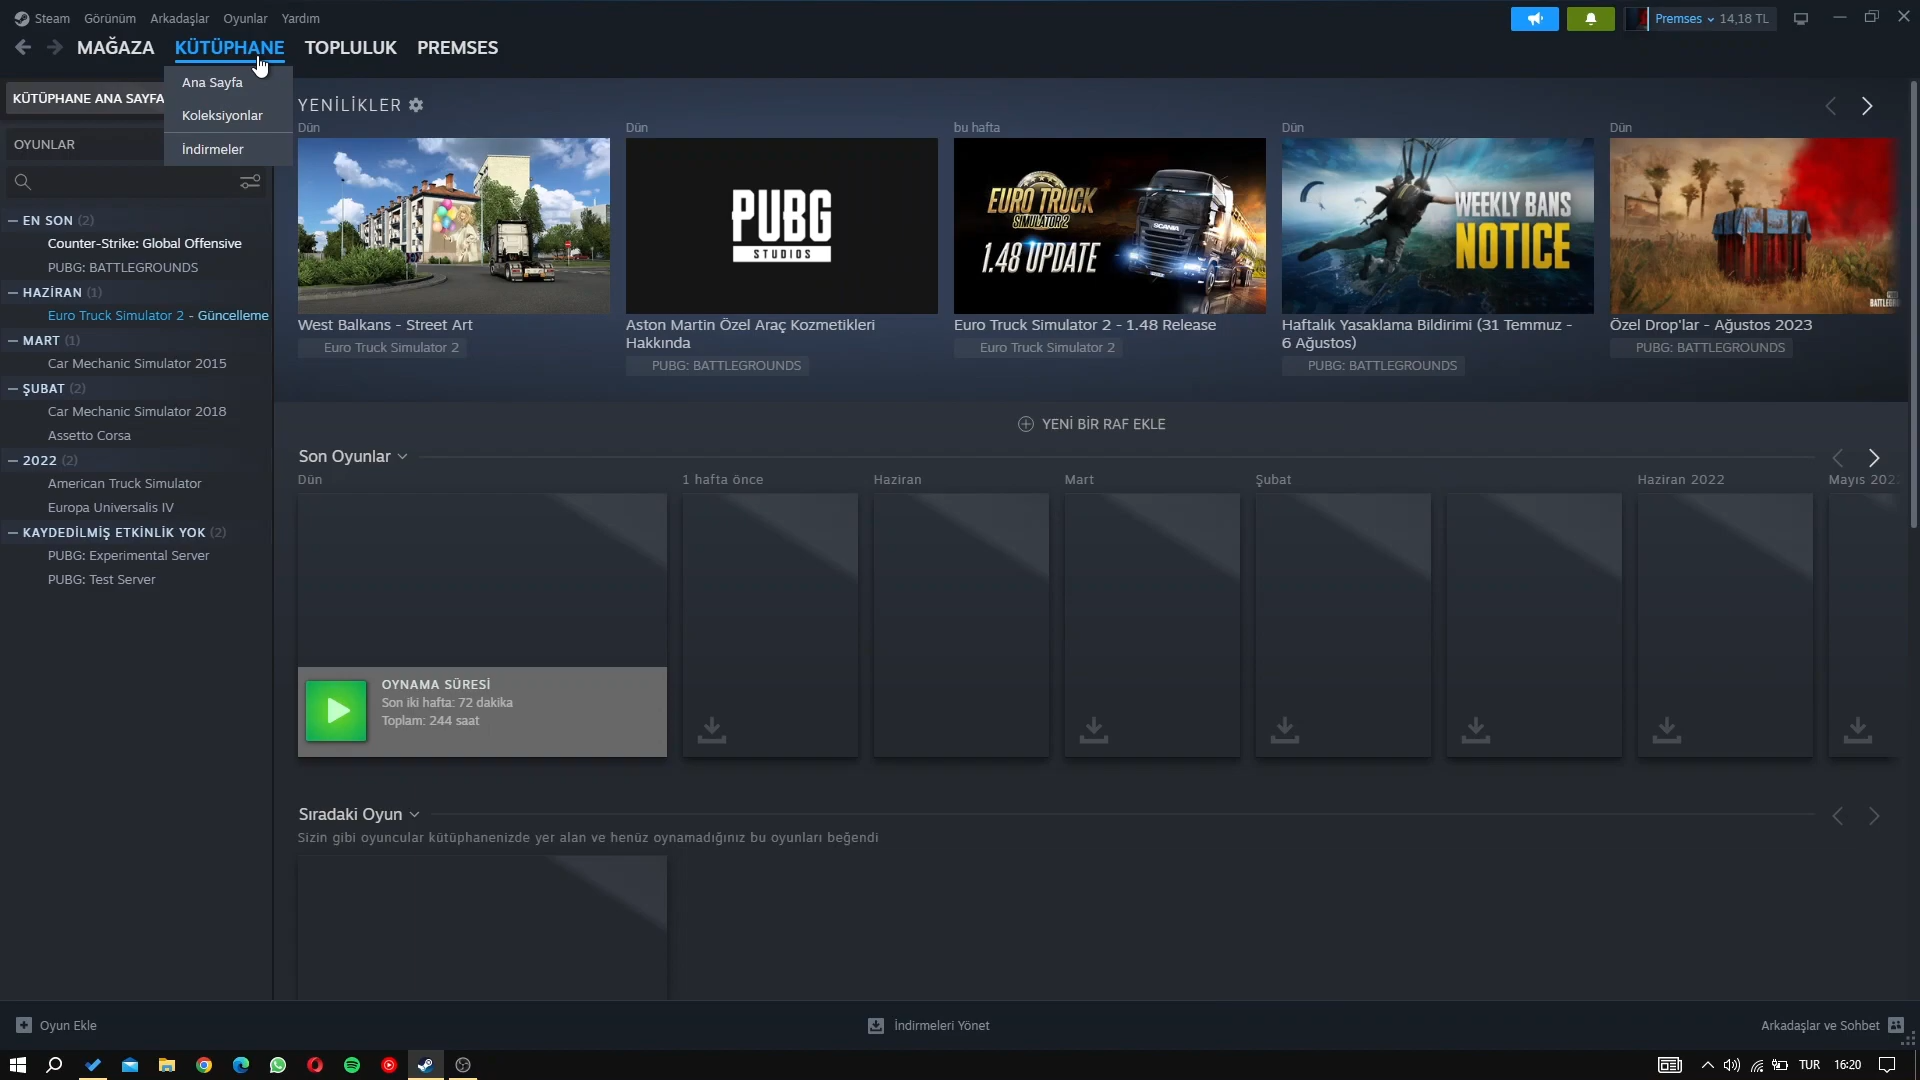 Steam Görünüm Arkadaşlar Oyunlar Yardım
Premses 14,18 TL
MAĞAZA KÜTÜPHANE TOPLULUK PREMSES
Ana Sayfa
Koleksiyonlar
İndirmeler
KÜTÜPHANE ANA SAYFA
OYUNLAR
EN SON (2)
Counter-Strike: Global Offensive
PUBG: BATTLEGROUNDS
HAZİRAN (1)
Euro Truck Simulator 2 - Güncelleme
MART (1)
Car Mechanic Simulator 2015
ŞUBAT (2)
Car Mechanic Simulator 2018
Assetto Corsa
2022 (2)
American Truck Simulator
Europa Universalis IV
KAYDEDİLMİŞ ETKİNLİK YOK (2)
PUBG: Experimental Server
PUBG: Test Server
YENİLİKLER
Dün
West Balkans - Street Art
Euro Truck Simulator 2
Dün
PUBG
STUDIOS
Aston Martin Özel Araç Kozmetikleri
Hakkında
PUBG: BATTLEGROUNDS
bu hafta
EURO TRUCK
SIMULATOR 2
1.48 UPDATE
SCANIA
Euro Truck Simulator 2 - 1.48 Release
Euro Truck Simulator 2
Dün
WEEKLY BANS
NOTICE
Haftalık Yasaklama Bildirimi (31 Temmuz -
6 Ağustos)
PUBG: BATTLEGROUNDS
Dün
Özel Drop'lar - Ağustos 2023
PUBG: BATTLEGROUNDS
YENİ BİR RAF EKLE
Son Oyunlar
Dün
1 hafta önce
Haziran
Mart
Şubat
Haziran 2022
Mayıs 202
OYNAMA SÜRESİ
Son iki hafta: 72 dakika
Toplam: 244 saat
Sıradaki Oyun
Sizin gibi oyuncular kütüphanenizde yer alan ve henüz oynamadığınız bu oyunları beğendi
Oyun Ekle
İndirmeleri Yönet
Arkadaşlar ve Sohbet
TUR 16:20